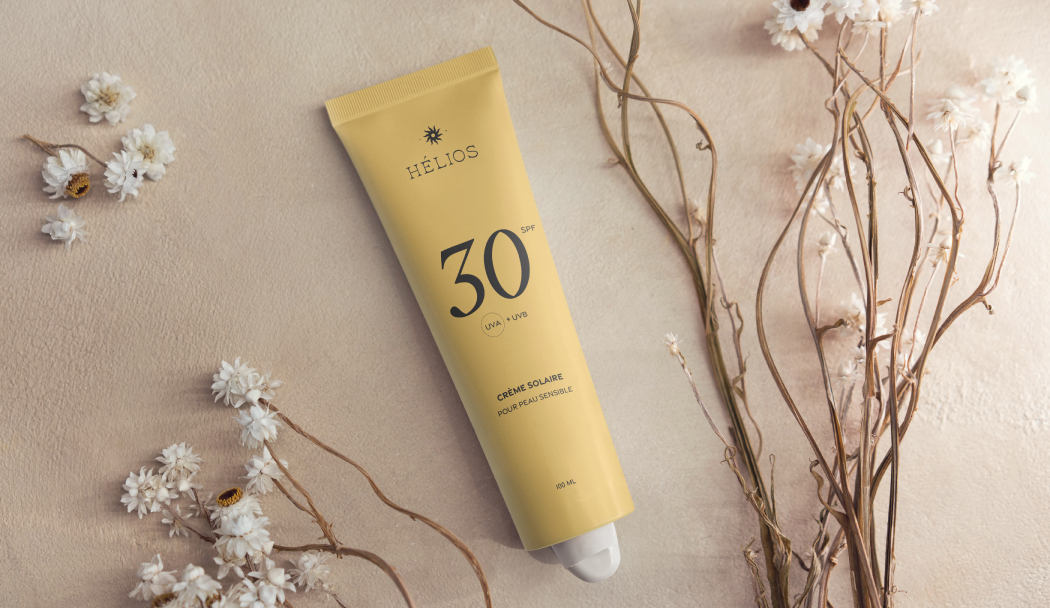 HÉLIOS
30 SPF
UVA + UVB
CRÈME SOLAIRE
POUR PEAU SENSIBLE
100 ML